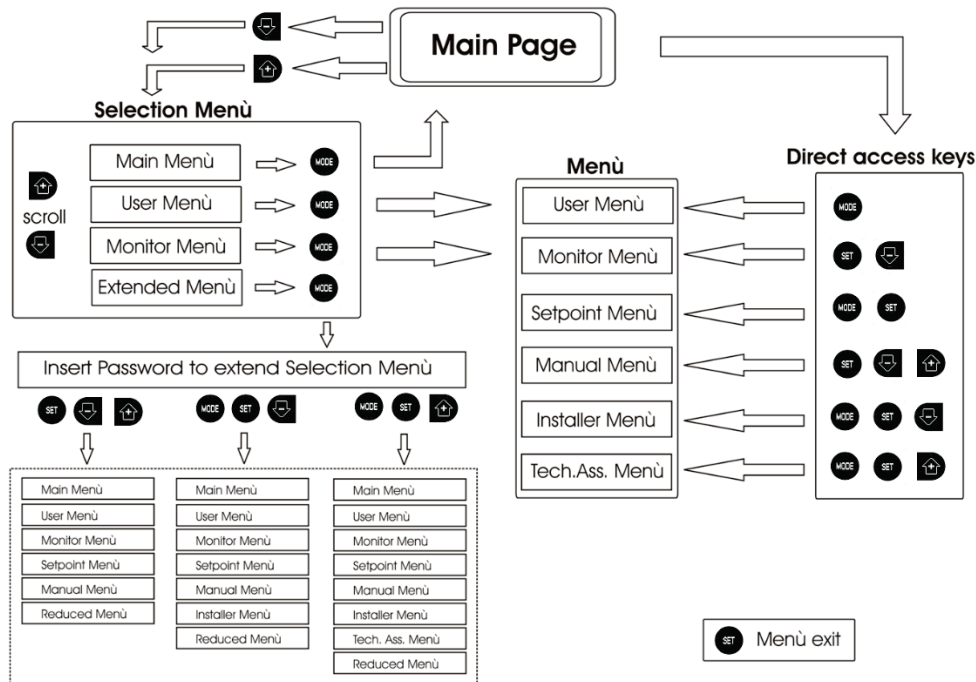 Main Page
Selection Menù
Main Menù
MODE
scroll
User Menù
MODE
Monitor Menù
MODE
Extended Menù
MODE
Menù
User Menù
Monitor Menù
Setpoint Menù
Manual Menù
Installer Menù
Tech.Ass. Menù
Direct access keys
MODE
SET
MODE SET
SET
MODE SET
MODE SET
Insert Password to extend Selection Menù
SET
MODE SET
MODE SET
Main Menù
User Menù
Monitor Menù
Setpoint Menù
Manual Menù
Reduced Menù
Main Menù
User Menù
Monitor Menù
Setpoint Menù
Manual Menù
Installer Menù
Reduced Menù
Main Menù
User Menù
Monitor Menù
Setpoint Menù
Manual Menù
Installer Menù
Tech. Ass. Menù
Reduced Menù
SET Menù exit